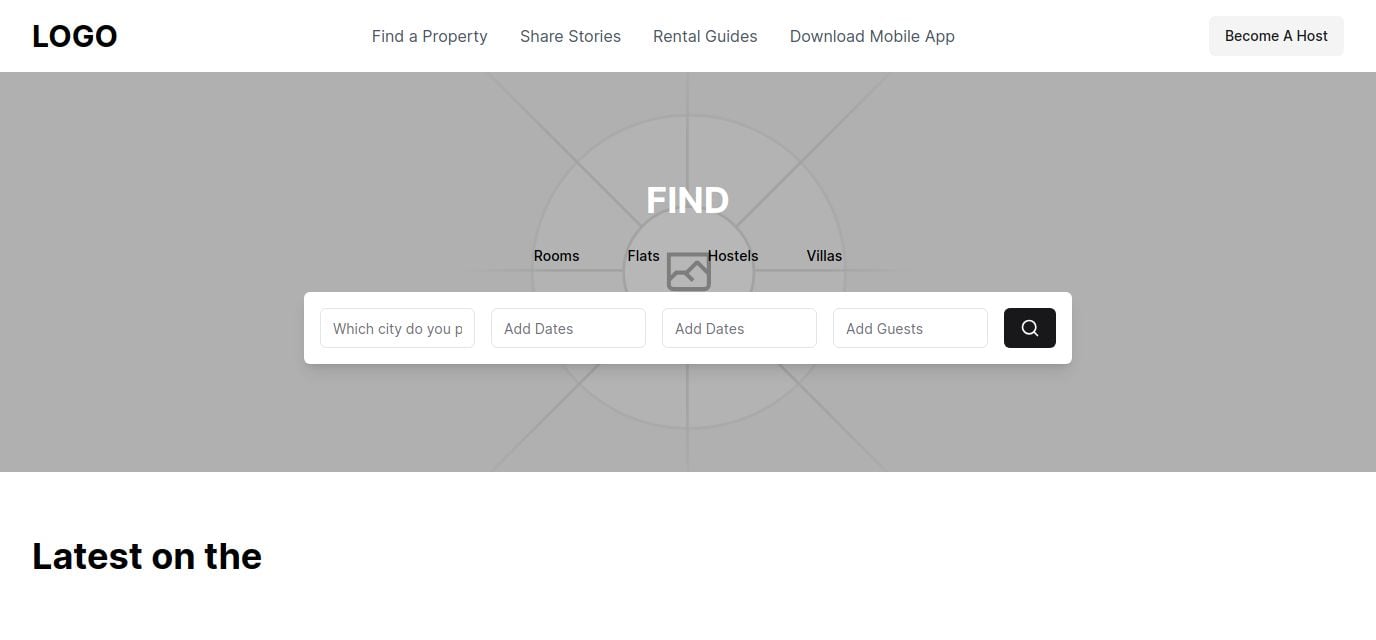 LOGO
Find a Property
Share Stories
Rental Guides
Download Mobile App
Become A Host
FIND
Rooms
Flats
Hostels
Villas
Which city do you p
Add Dates
Add Dates
Add Guests
Latest on the